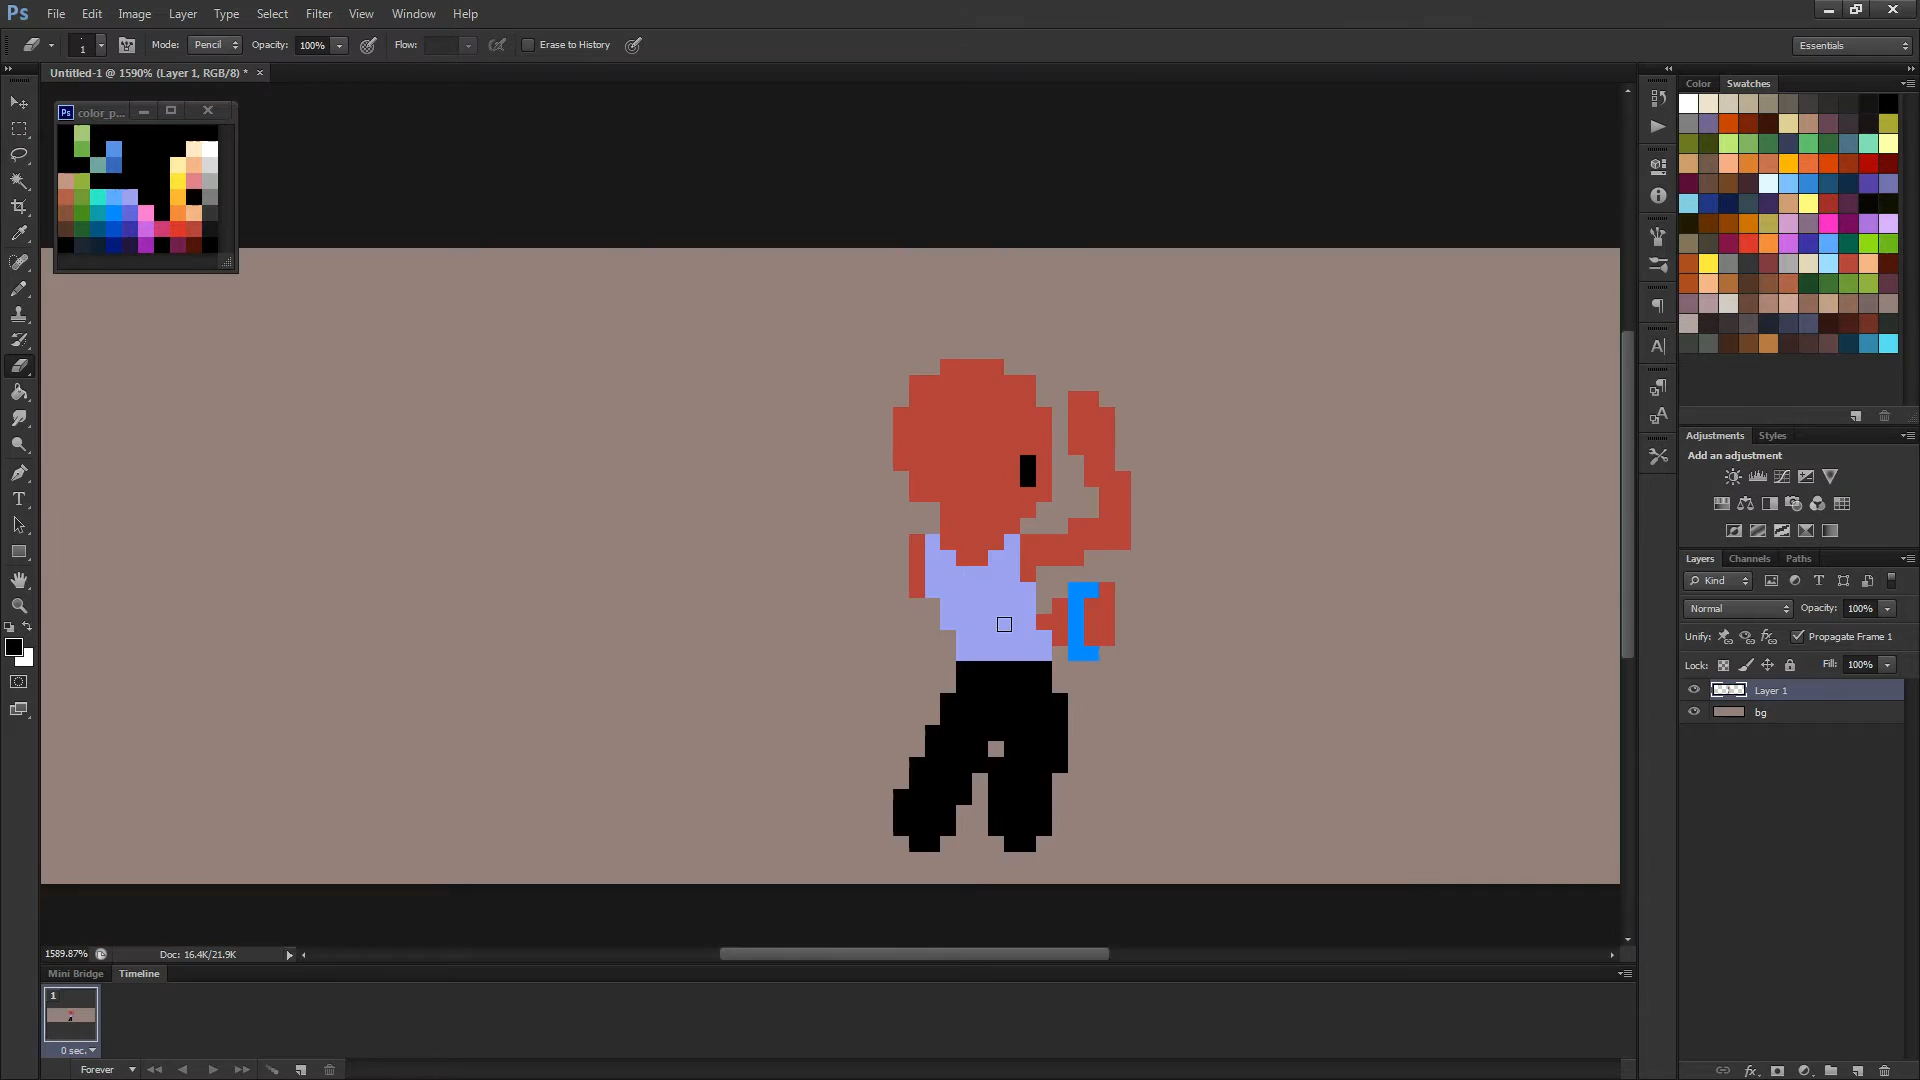 Ps File Edit Image Layer Type Select Filter View Window Help
1 Mode: Pencil Opacity: 100% Flow: Erase to History Essentials
Untitled-1 @ 1590% (Layer 1, RGB/8) * ×
Ps color_p...
Color Swatches
Adjustments Styles
Add an adjustment
Layers Channels Paths
Kind
Normal Opacity: 100%
Unify: Propagate Frame 1
Lock: Fill: 100%
Layer 1
bg
1589.87% Doc: 16.4K/21.9K
Mini Bridge Timeline
1
0 sec.
Forever